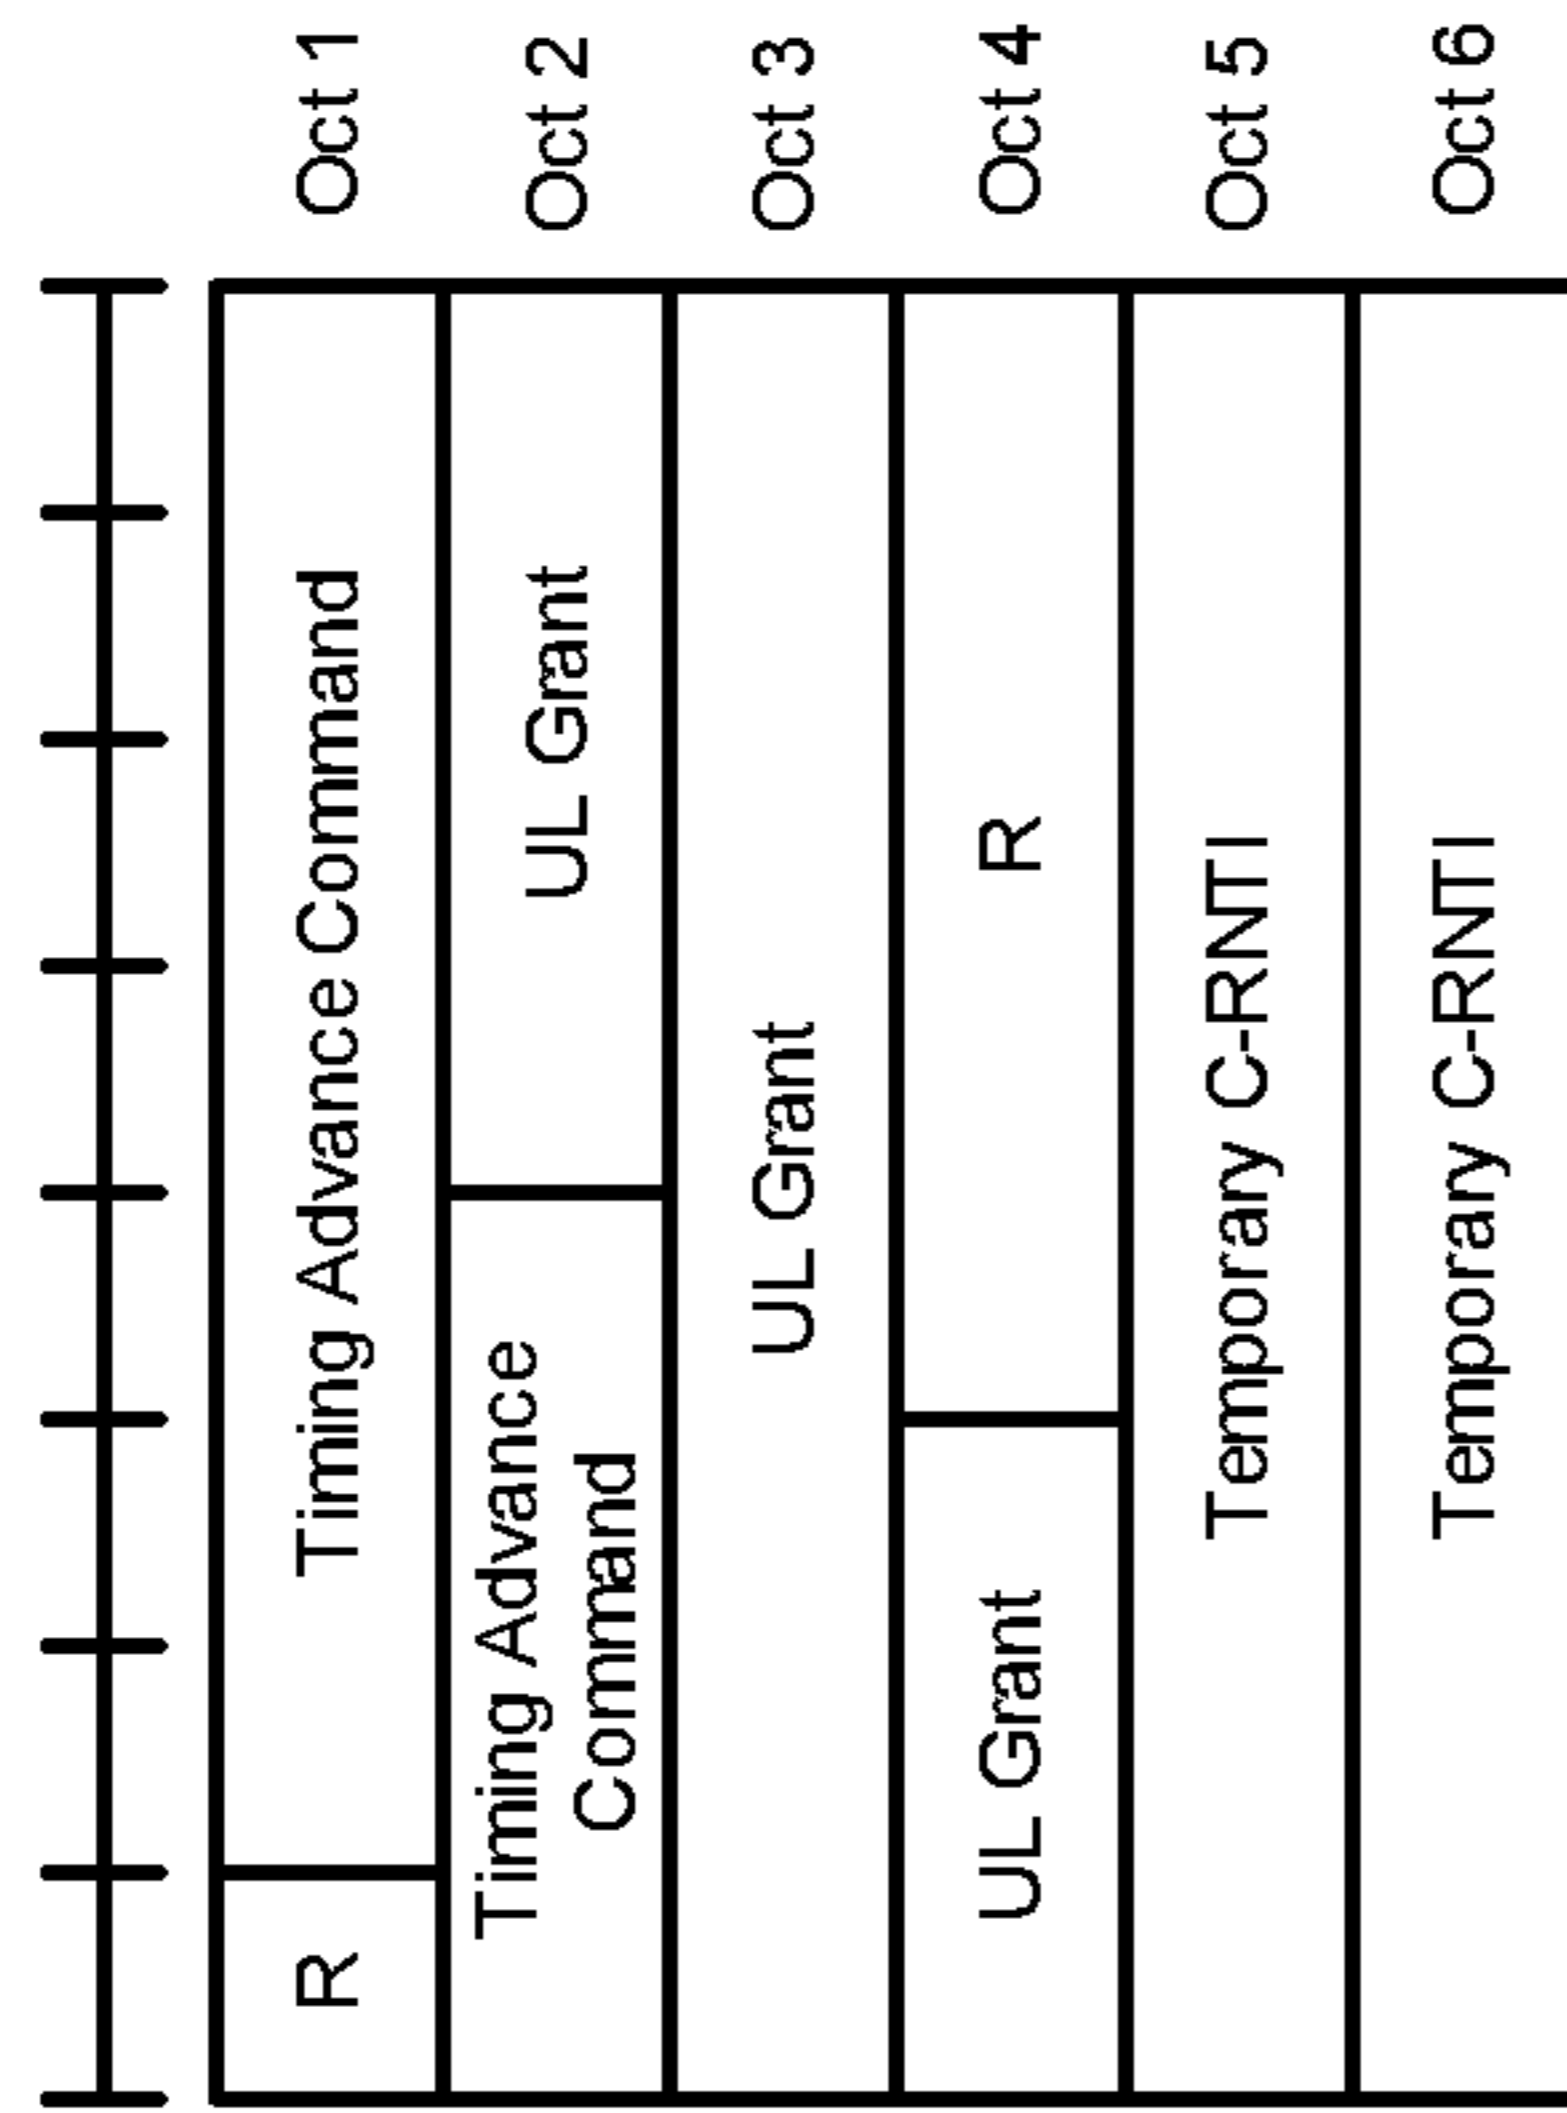 R
Timing Advance Command
Oct 1
Timing Advance
Command
UL Grant
Oct 2
UL Grant
Oct 3
UL Grant
R
Oct 4
Temporary C-RNTI
Oct 5
Temporary C-RNTI
Oct 6